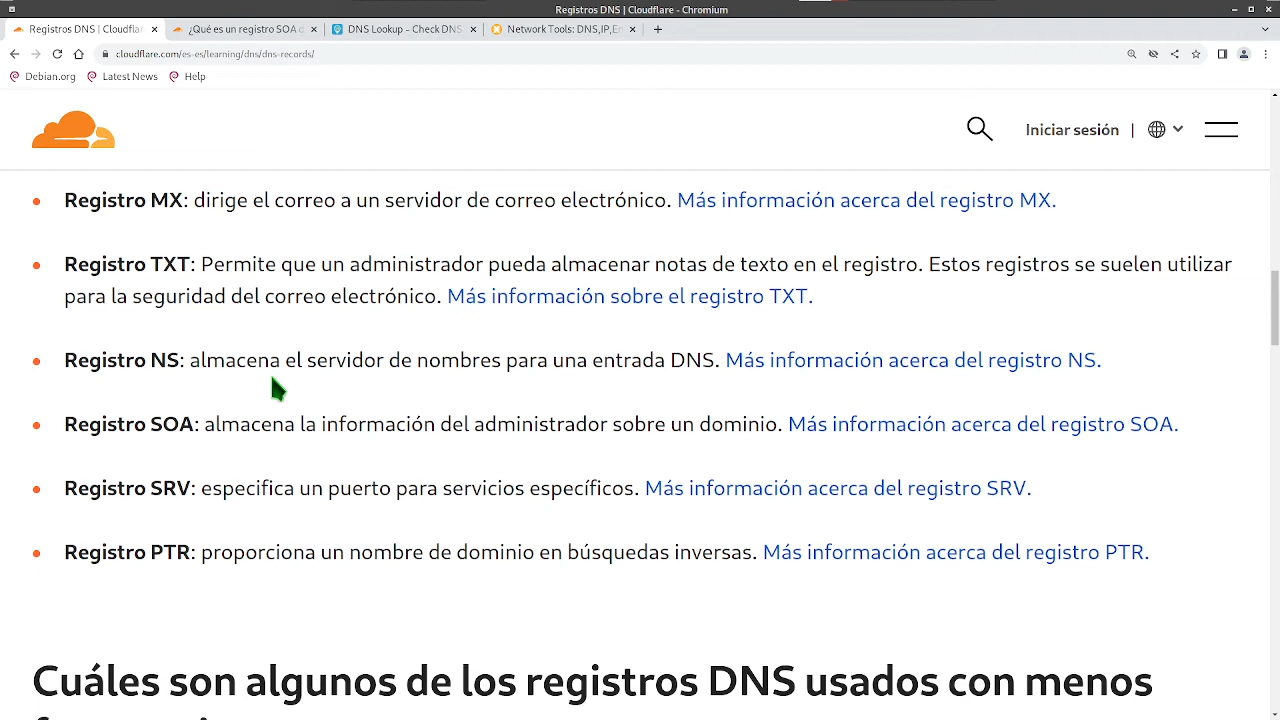 Registros DNS | Cloudflare - Chromium
Registros DNS | Cloudflar
¿Qué es un registro SOA d
DNS Lookup - Check DNS
Network Tools: DNS,IP,Em
cloudflare.com/es-es/learning/dns/dns-records/
Debian.org Latest News Help
Iniciar sesión |
Registro MX: dirige el correo a un servidor de correo electrónico. Más información acerca del registro MX.
Registro TXT: Permite que un administrador pueda almacenar notas de texto en el registro. Estos registros se suelen utilizar
para la seguridad del correo electrónico. Más información sobre el registro TXT.
Registro NS: almacena el servidor de nombres para una entrada DNS. Más información acerca del registro NS.
Registro SOA: almacena la información del administrador sobre un dominio. Más información acerca del registro SOA.
Registro SRV: especifica un puerto para servicios específicos. Más información acerca del registro SRV.
Registro PTR: proporciona un nombre de dominio en búsquedas inversas. Más información acerca del registro PTR.
Cuáles son algunos de los registros DNS usados con menos